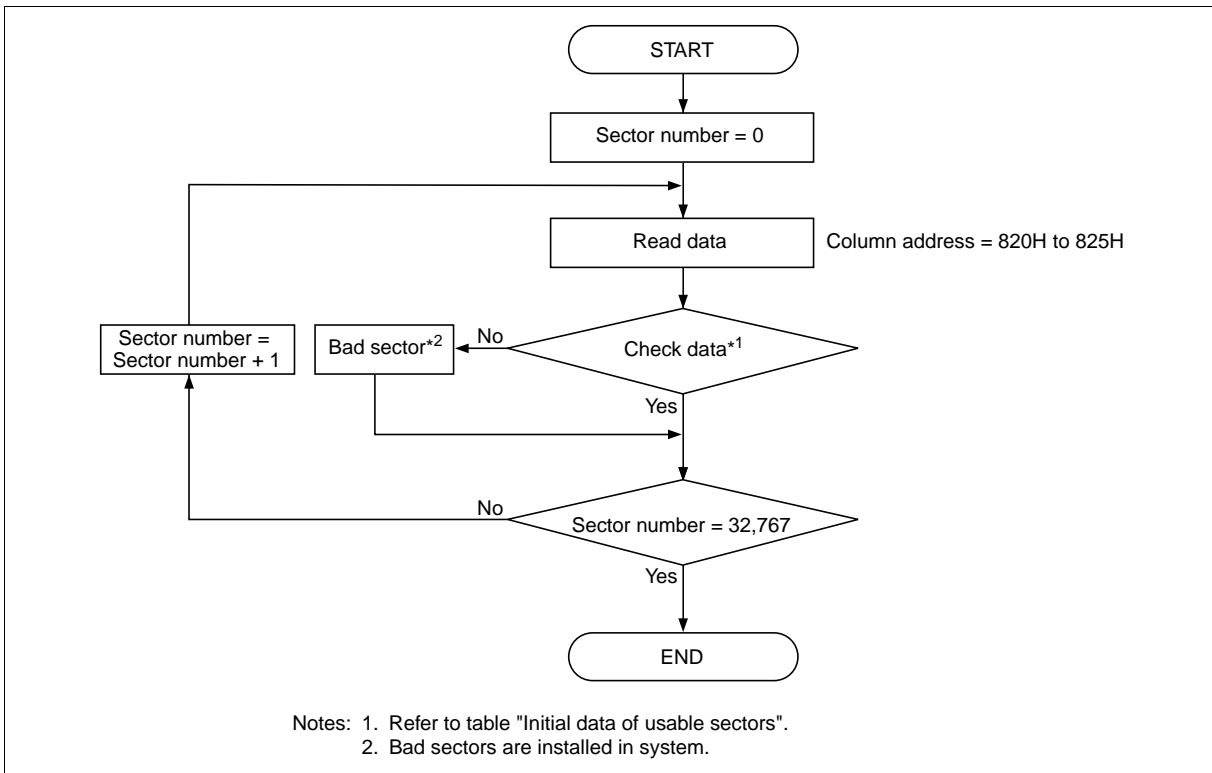 START
Sector number = 0
Read data
Column address = 820H to 825H
Sector number =
Sector number + 1
Bad sector*2
No
Check data*1
Yes
No
Sector number = 32,767
Yes
END
Notes: 1. Refer to table "Initial data of usable sectors".
2. Bad sectors are installed in system.